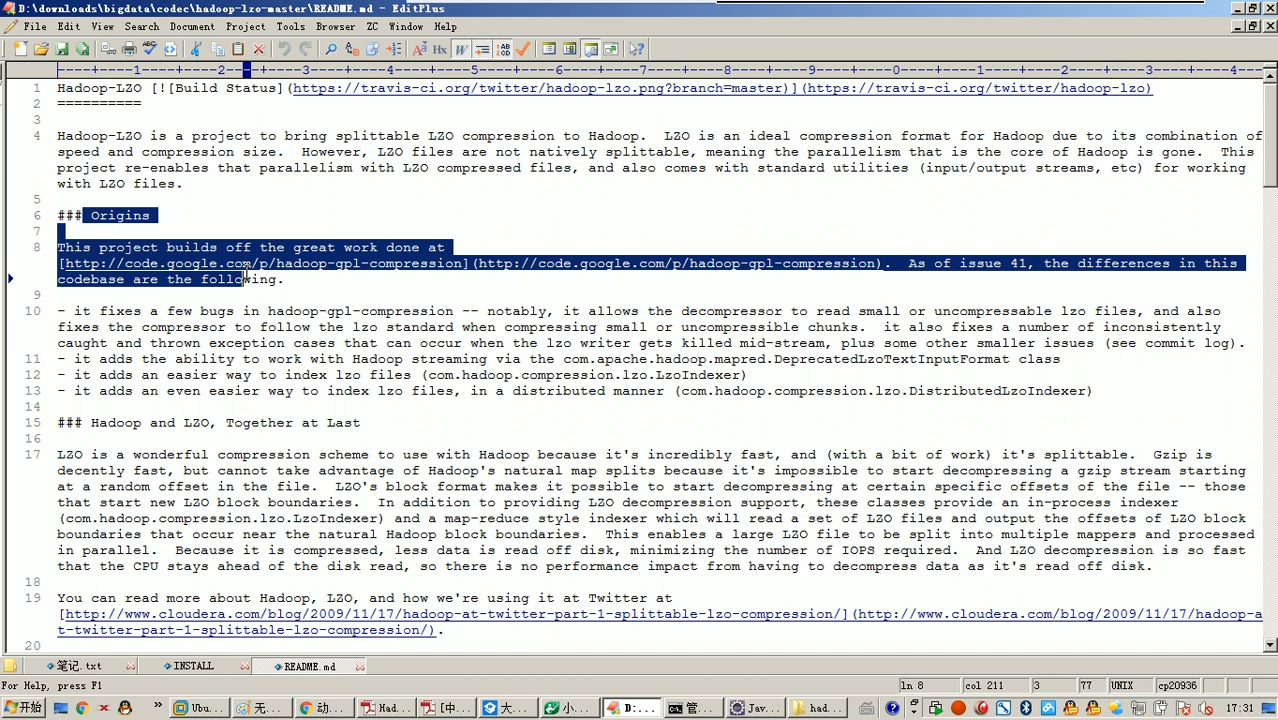 D:\downloads\bigdata\codec\hadoop-lzo-master\README.md - EditPlus
File Edit View Search Document Project Tools Browser ZC Window Help
----+----1----+----2----+----3----+----4----+----5----+----6----+----7----+----8----+----9----+----0----+----1----+----2----+----3----+----4
1 Hadoop-LZO [![Build Status](https://travis-ci.org/twitter/hadoop-lzo.png?branch=master)](https://travis-ci.org/twitter/hadoop-lzo)
2 ==========
3
4 Hadoop-LZO is a project to bring splittable LZO compression to Hadoop.  LZO is an ideal compression format for Hadoop due to its combination of
speed and compression size.  However, LZO files are not natively splittable, meaning the parallelism that is the core of Hadoop is gone.  This
project re-enables that parallelism with LZO compressed files, and also comes with standard utilities (input/output streams, etc) for working
with LZO files.
5
6 ### Origins
7
8 This project builds off the great work done at
[http://code.google.com/p/hadoop-gpl-compression](http://code.google.com/p/hadoop-gpl-compression).  As of issue 41, the differences in this
codebase are the following.
9
10 - it fixes a few bugs in hadoop-gpl-compression -- notably, it allows the decompressor to read small or uncompressable lzo files, and also
fixes the compressor to follow the lzo standard when compressing small or uncompressible chunks.  it also fixes a number of inconsistently
caught and thrown exception cases that can occur when the lzo writer gets killed mid-stream, plus some other smaller issues (see commit log).
11 - it adds the ability to work with Hadoop streaming via the com.apache.hadoop.mapred.DeprecatedLzoTextInputFormat class
12 - it adds an easier way to index lzo files (com.hadoop.compression.lzo.LzoIndexer)
13 - it adds an even easier way to index lzo files, in a distributed manner (com.hadoop.compression.lzo.DistributedLzoIndexer)
14
15 ### Hadoop and LZO, Together at Last
16
17 LZO is a wonderful compression scheme to use with Hadoop because it's incredibly fast, and (with a bit of work) it's splittable.  Gzip is
decently fast, but cannot take advantage of Hadoop's natural map splits because it's impossible to start decompressing a gzip stream starting
at a random offset in the file.  LZO's block format makes it possible to start decompressing at certain specific offsets of the file -- those
that start new LZO block boundaries.  In addition to providing LZO decompression support, these classes provide an in-process indexer
(com.hadoop.compression.lzo.LzoIndexer) and a map-reduce style indexer which will read a set of LZO files and output the offsets of LZO block
boundaries that occur near the natural Hadoop block boundaries.  This enables a large LZO file to be split into multiple mappers and processed
in parallel.  Because it is compressed, less data is read off disk, minimizing the number of IOPS required.  And LZO decompression is so fast
that the CPU stays ahead of the disk read, so there is no performance impact from having to decompress data as it's read off disk.
18
19 You can read more about Hadoop, LZO, and how we're using it at Twitter at
[http://www.cloudera.com/blog/2009/11/17/hadoop-at-twitter-part-1-splittable-lzo-compression/](http://www.cloudera.com/blog/2009/11/17/hadoop-a
t-twitter-part-1-splittable-lzo-compression/).
20
笔记.txt INSTALL README.md
For Help, press F1 ln 8 col 211 3 77 UNIX cp20936
开始 Ubu... 无... 动... Had... [中... 大... 小... D:... 管... Jav... had... 17:31